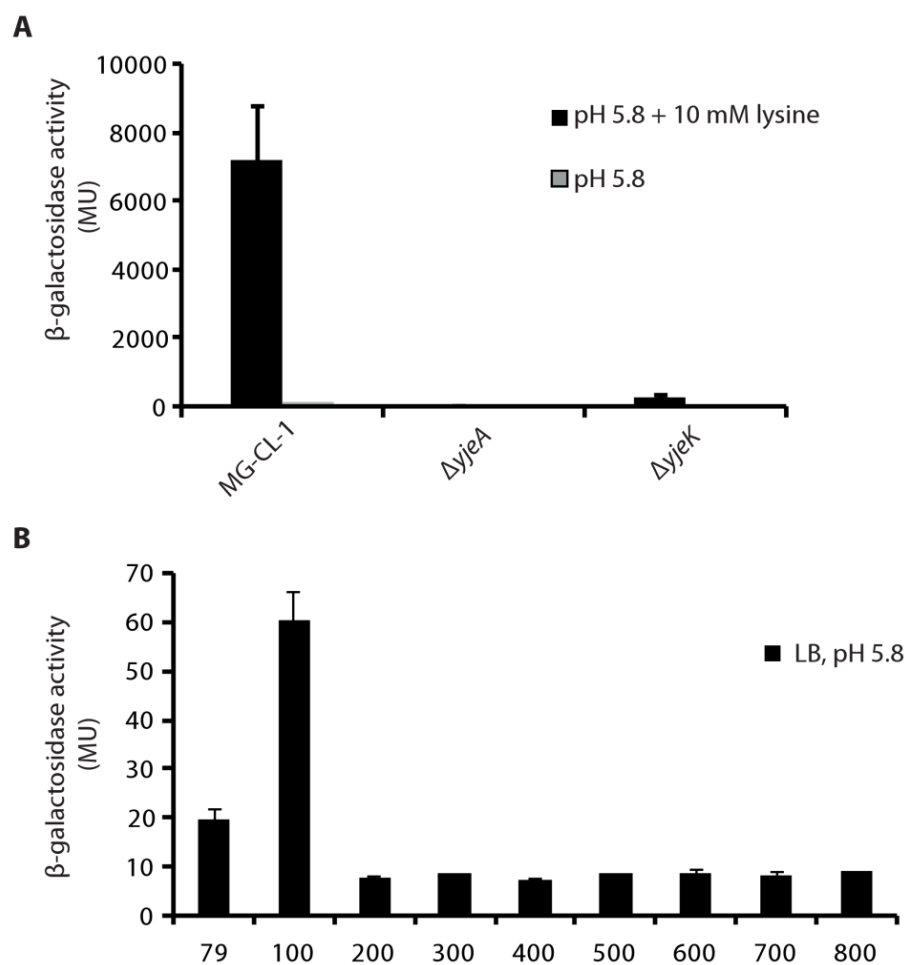 A
β-galactosidase activity
(MU)
10000
8000
6000
4000
2000
0
pH 5.8 + 10 mM lysine
pH 5.8
MG-CL-1
ΔyjeA
ΔyjeK
B
β-galactosidase activity
(MU)
70
60
50
40
30
20
10
0
LB, pH 5.8
79 100 200 300 400 500 600 700 800